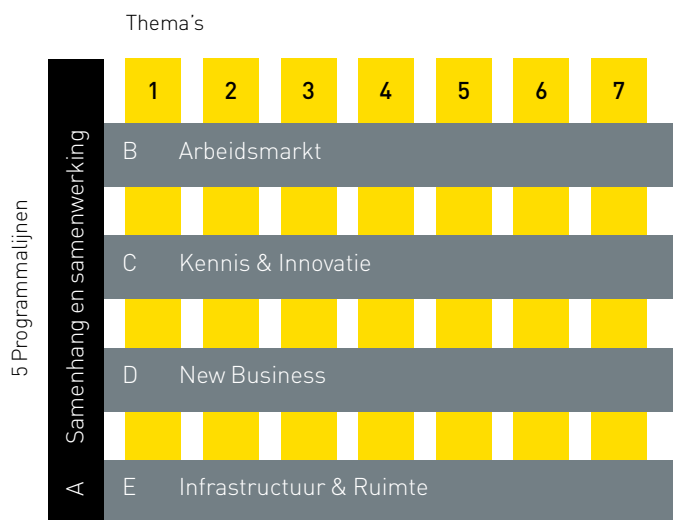 Thema's
1 2 3 4 5 6 7
5 Programmalijnen
A Samenhang en samenwerking
B Arbeidsmarkt
C Kennis & Innovatie
D New Business
E Infrastructuur & Ruimte